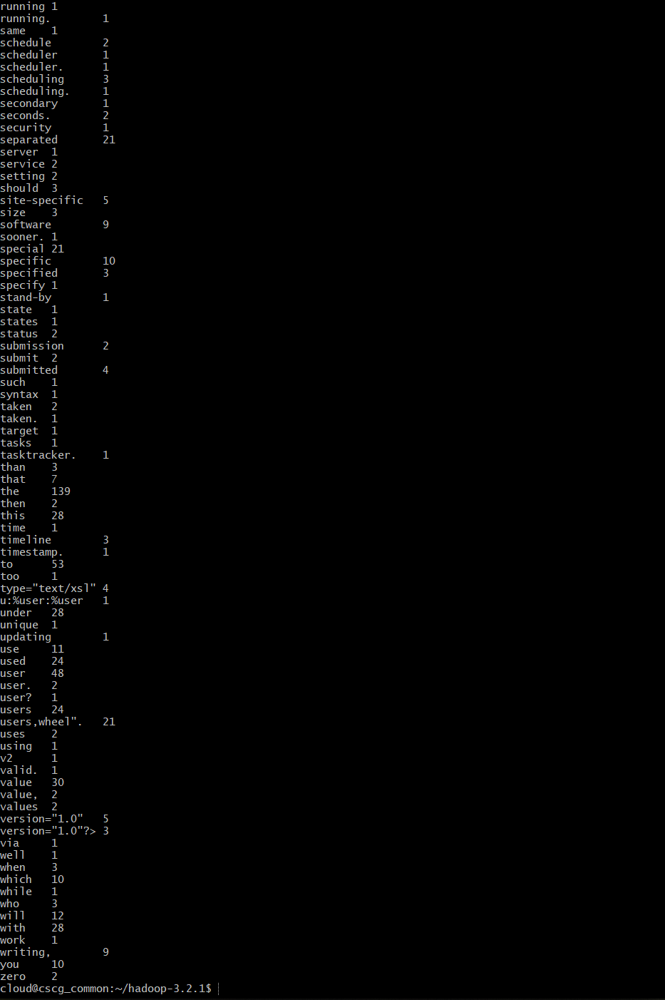 running 1
running.        1
same    1
schedule        2
scheduler       1
scheduler.      1
scheduling      3
scheduling.     1
secondary       1
seconds.        2
security        1
separated       21
server  1
service 2
setting 2
should  3
site-specific   5
size    3
software        9
sooner. 1
special 21
specific        10
specified       3
specify 1
stand-by        1
state   1
states  1
status  2
submission      2
submit  2
submitted       4
such    1
syntax  1
taken   2
taken.  1
target  1
tasks   1
tasktracker.    1
than    3
that    7
the     139
then    2
this    28
time    1
timeline        3
timestamp.      1
to      53
too     1
type="text/xsl" 4
u:%user:%user   1
under   28
unique  1
updating        1
use     11
used    24
user    48
user.   2
user?   1
users   24
users,wheel".   21
uses    2
using   1
v2      1
valid.  1
value   30
value,  2
values  2
version="1.0"   5
version="1.0"?> 3
via     1
well    1
when    3
which   10
while   1
who     3
will    12
with    28
work    1
writing,        9
you     10
zero    2
cloud@cscg_common:~/hadoop-3.2.1$